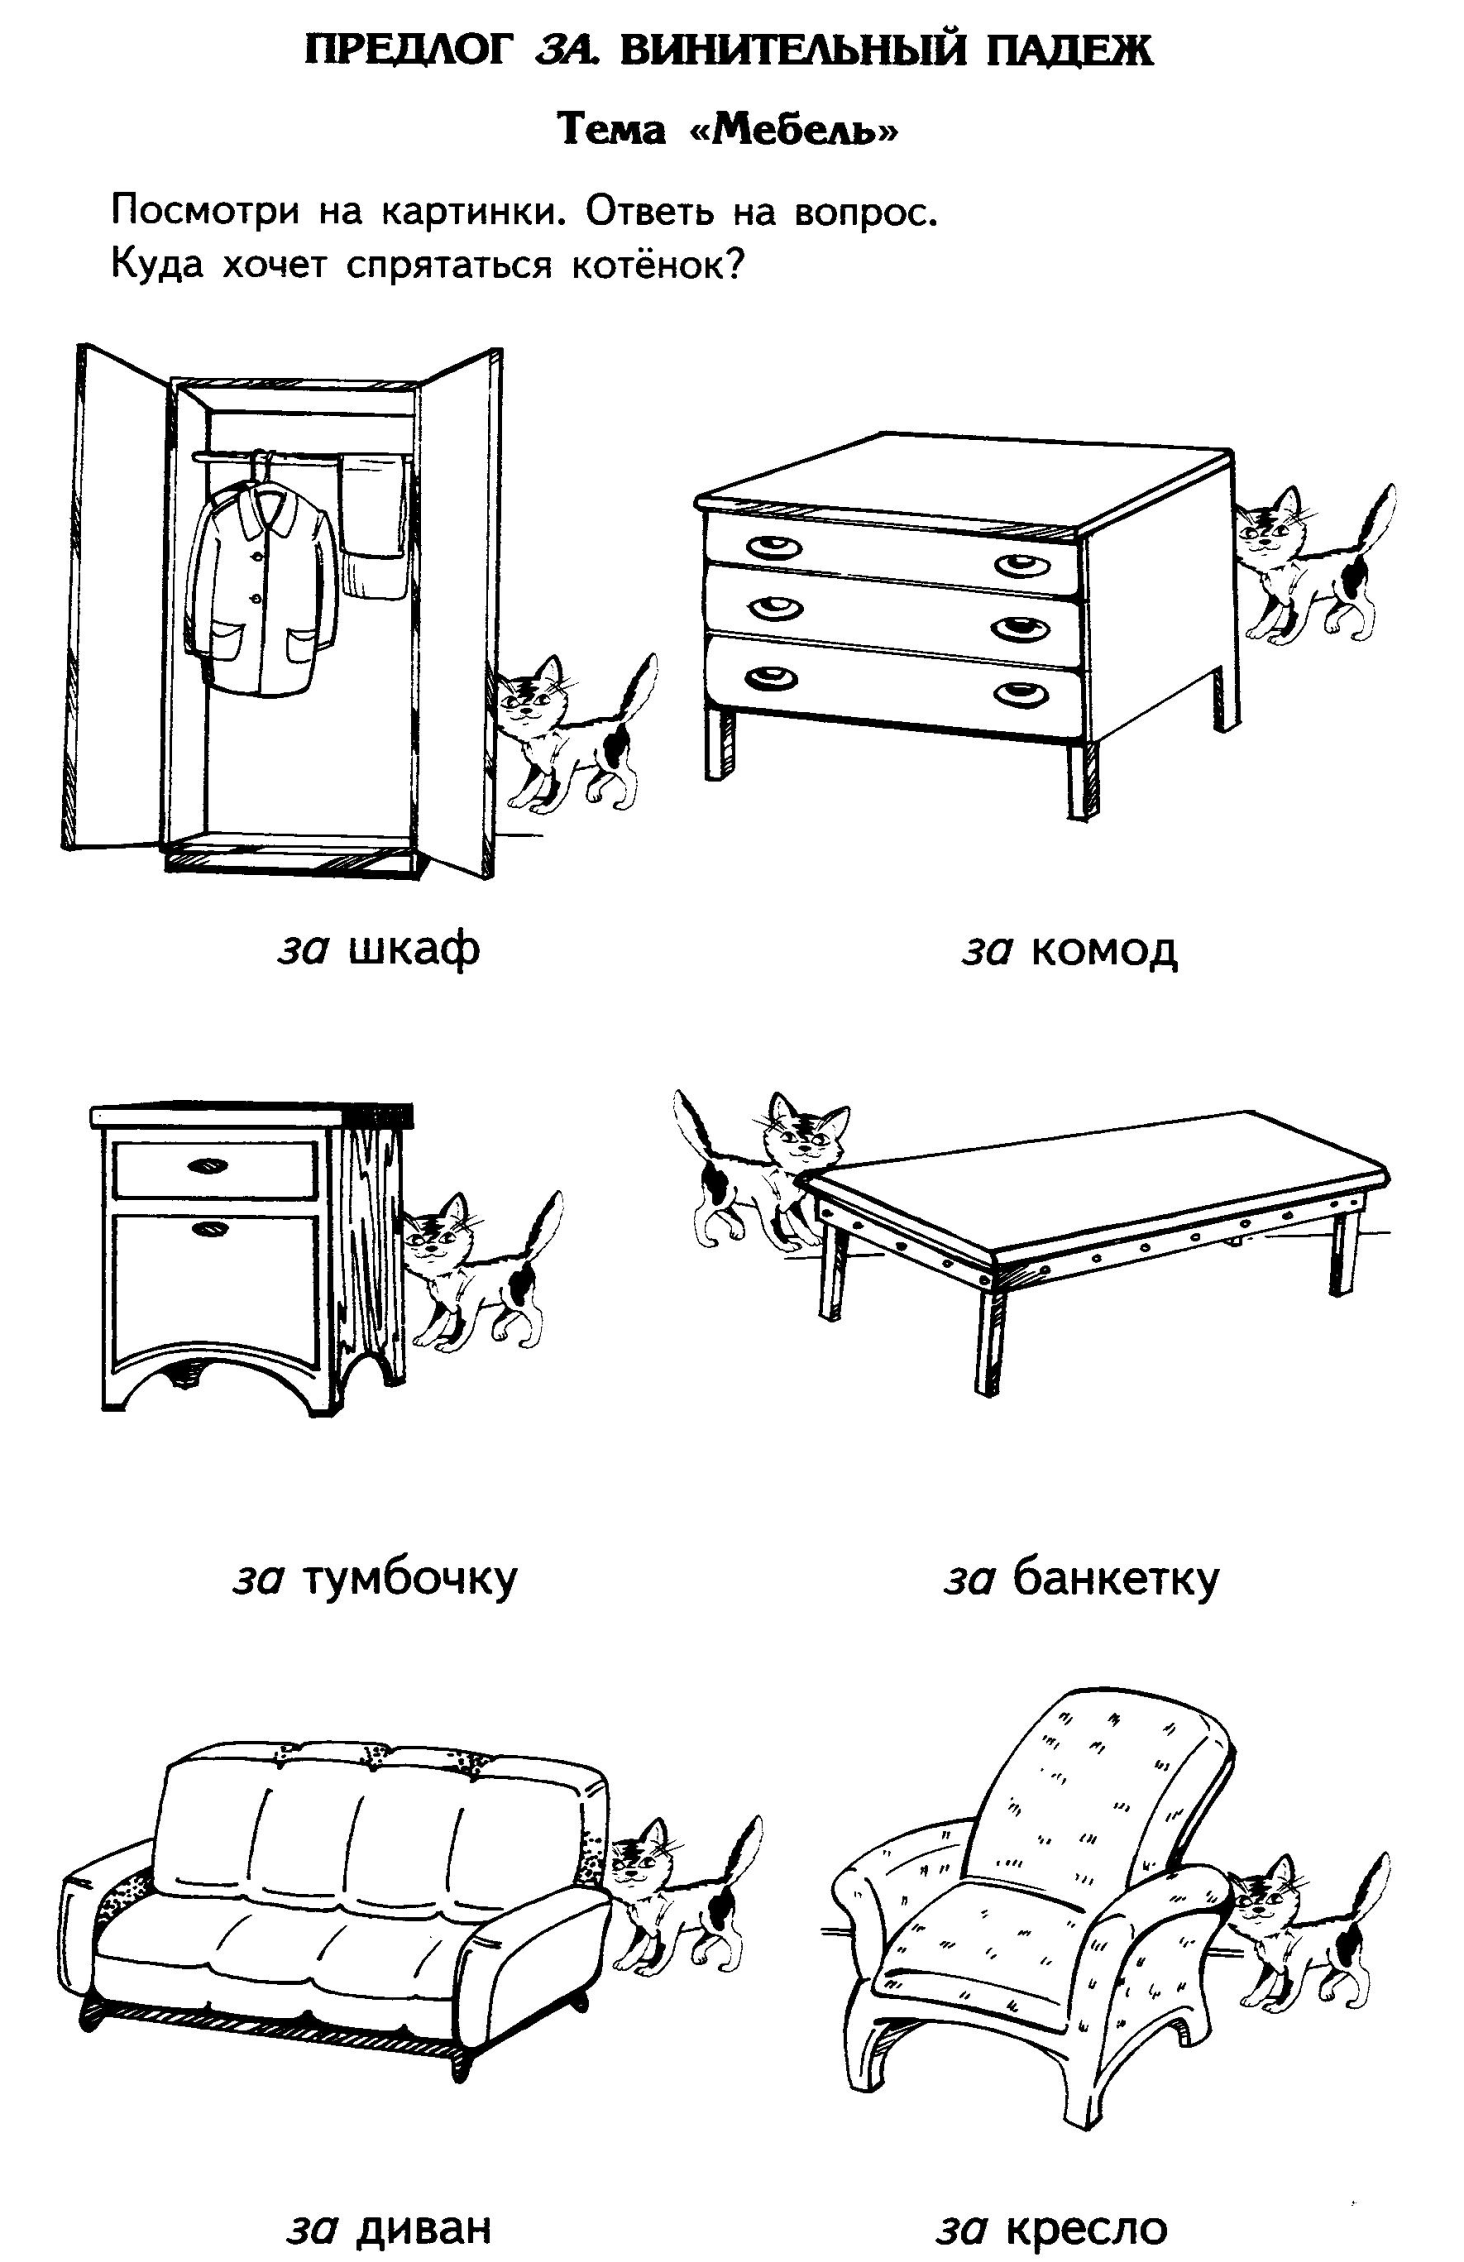 ПРЕДЛОГ ЗА. ВИНИТЕЛЬНЫЙ ПАДЕЖ
Тема «Мебель»
Посмотри на картинки. Ответь на вопрос.
Куда хочет спрятаться котёнок?
за шкаф
за комод
за тумбочку
за банкетку
за диван
за кресло